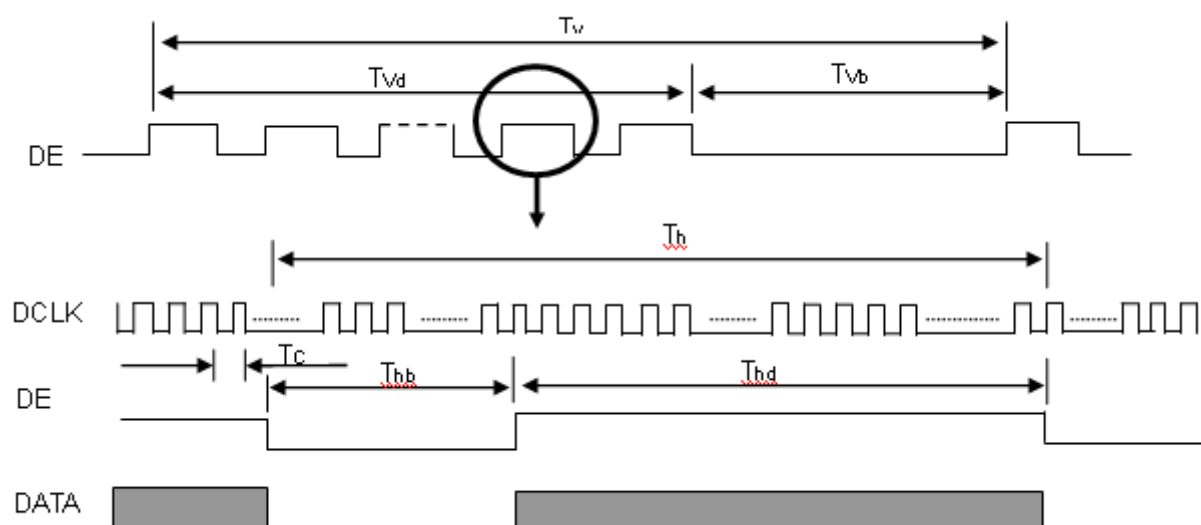 Tv
TVd
TVb
DE
Th
DCLK
TC
Thb
Thd
DE
DATA